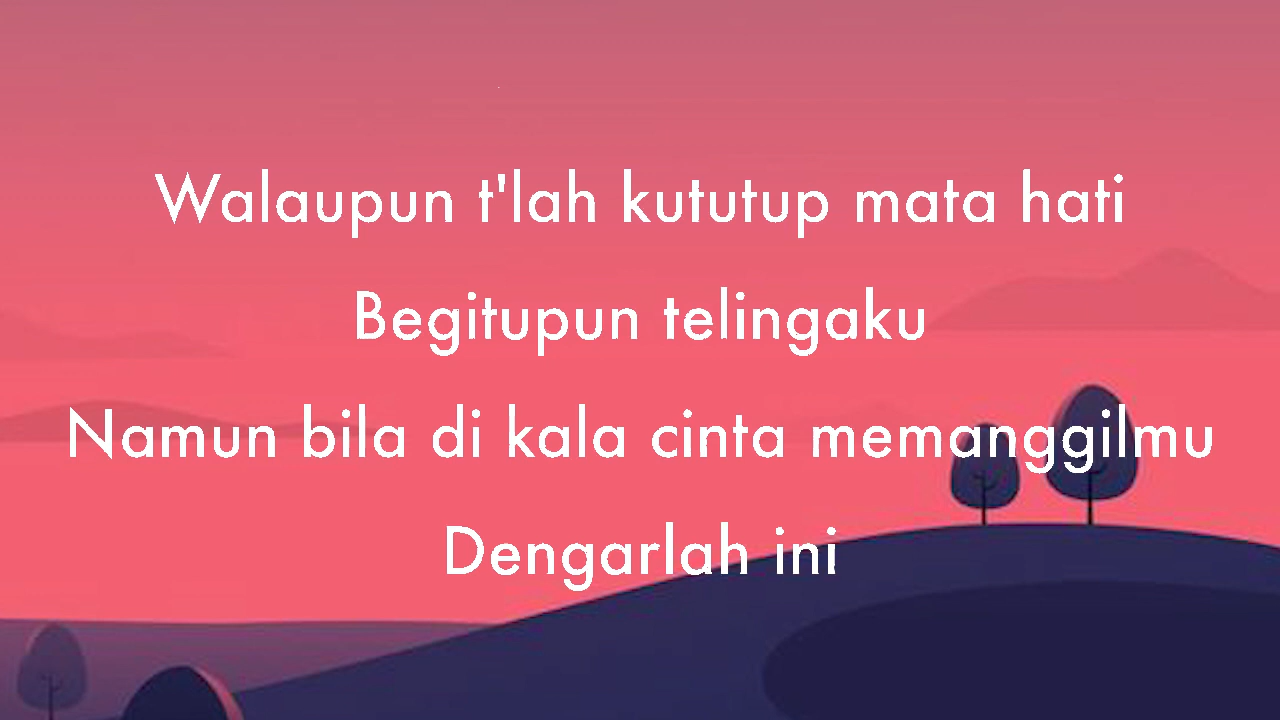 Walaupun t'lah kututup mata hati
Begitupun telingaku
Namun bila di kala cinta memanggilmu
Dengarlah ini